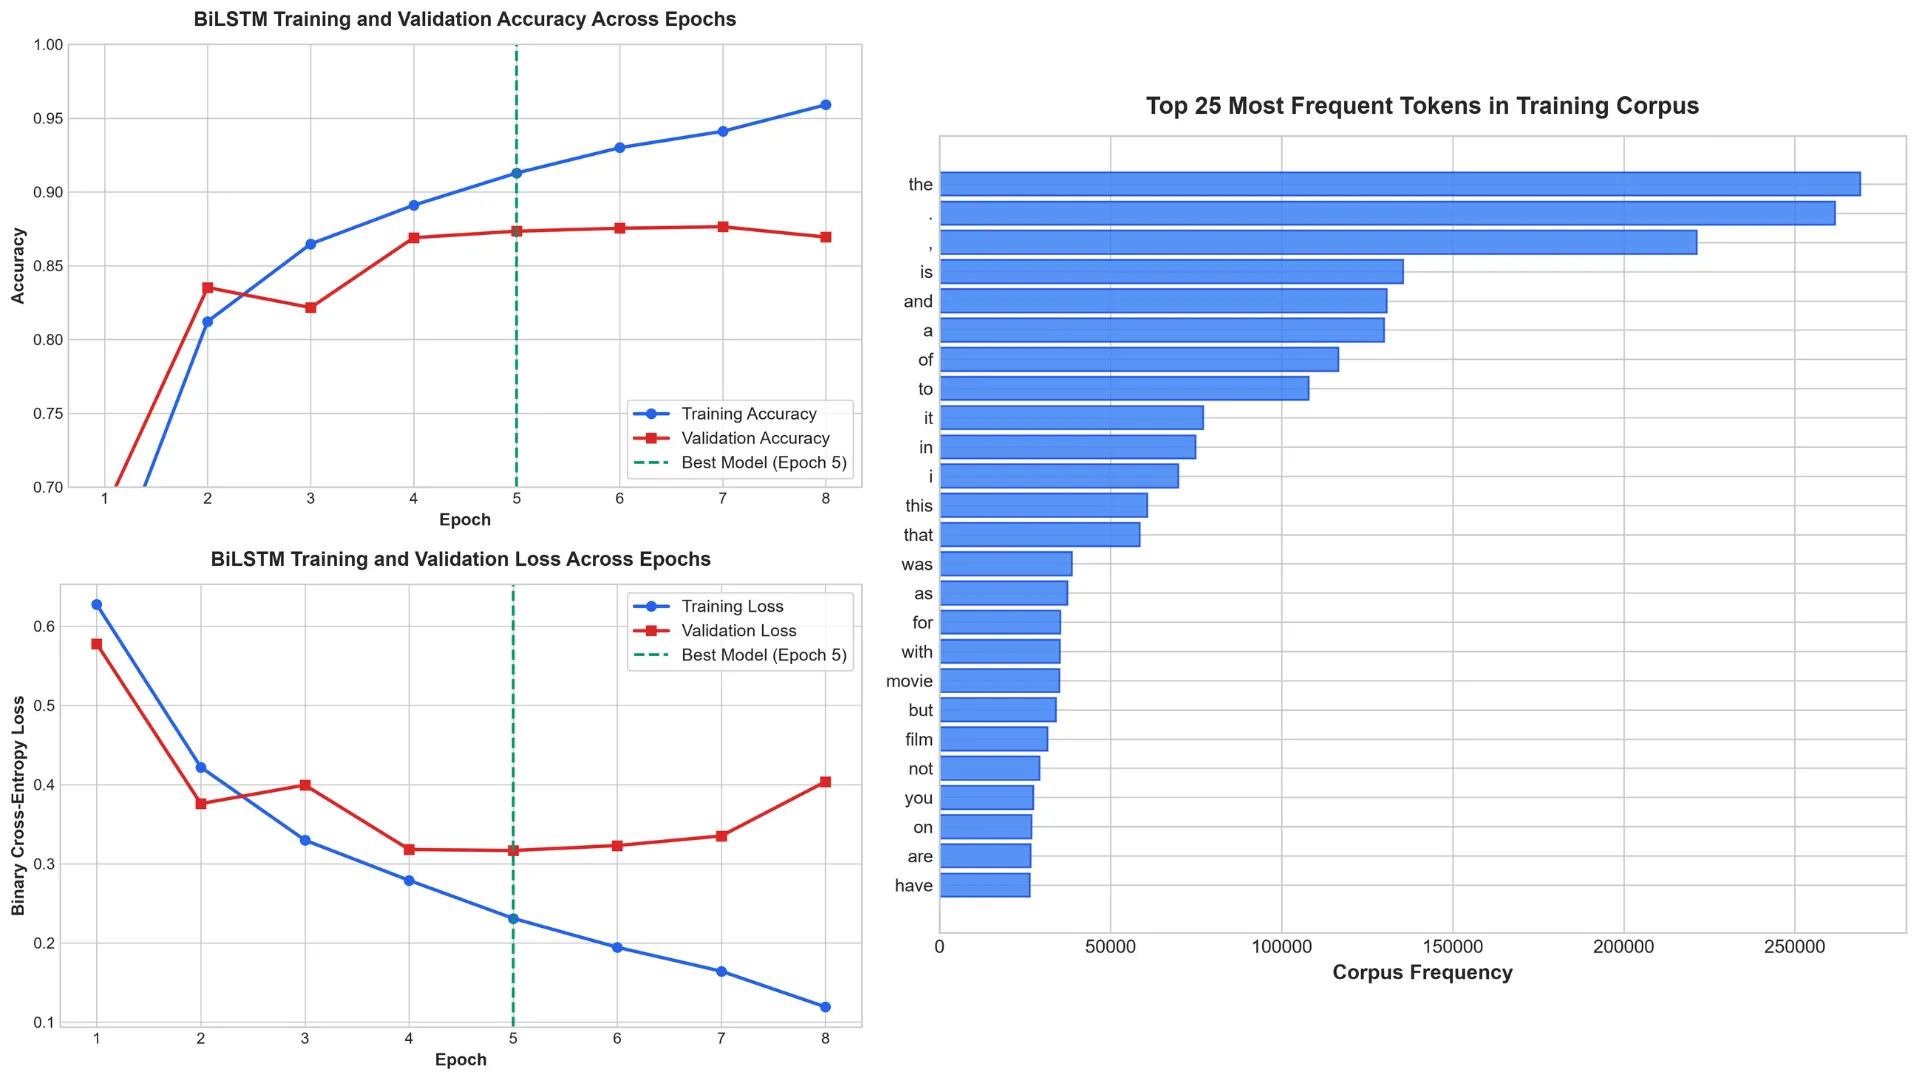 BiLSTM Training and Validation Accuracy Across Epochs
1.00
0.95
0.90
0.85
0.80
0.75
0.70
Accuracy
1 2 3 4 5 6 7 8
Epoch
Training Accuracy
Validation Accuracy
Best Model (Epoch 5)
BiLSTM Training and Validation Loss Across Epochs
0.6
0.5
0.4
0.3
0.2
0.1
Binary Cross-Entropy Loss
1 2 3 4 5 6 7 8
Epoch
Training Loss
Validation Loss
Best Model (Epoch 5)
Top 25 Most Frequent Tokens in Training Corpus
the
.
,
is
and
a
of
to
it
in
i
this
that
was
as
for
with
movie
but
film
not
you
on
are
have
0 50000 100000 150000 200000 250000
Corpus Frequency